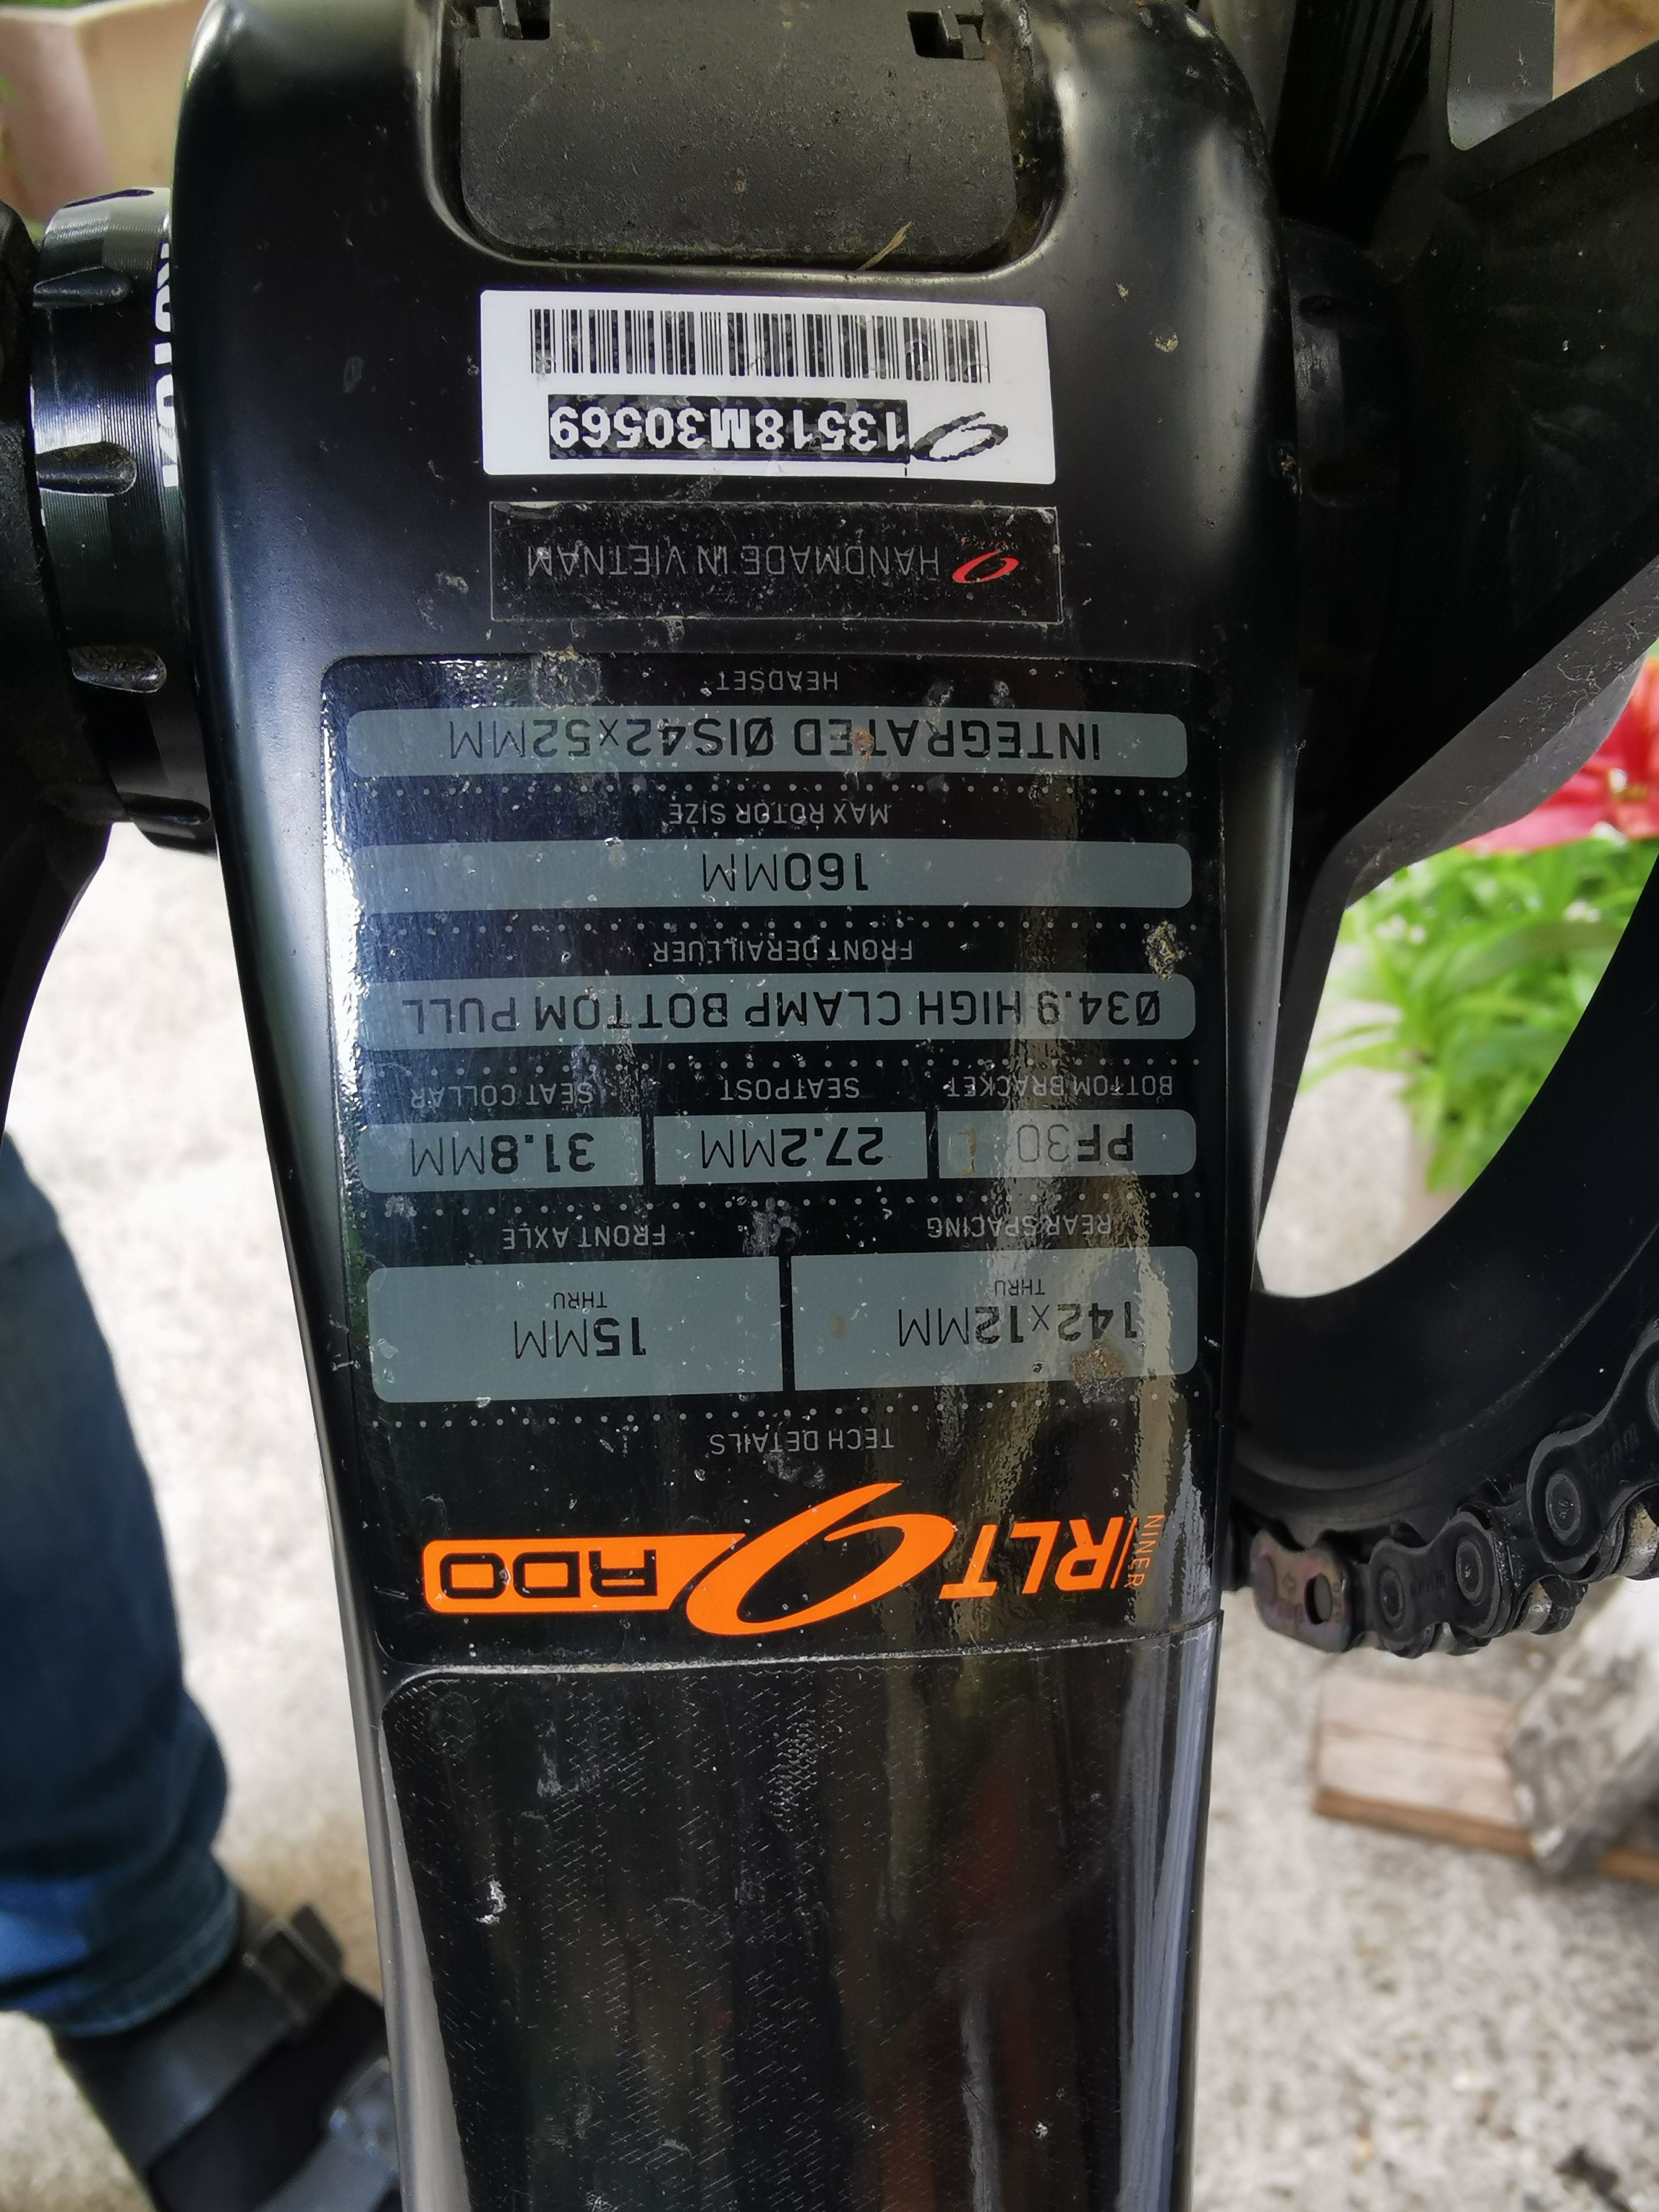 NINER RLT 9 RDO
TECH DETAILS
142x12MM 15MM
THRU THRU
REAR SPACING FRONT AXLE
PF30 27.2MM 31.8MM
BOTTOM BRACKET SEATPOST SEAT COLLAR
Ø34.9 HIGH CLAMP BOTTOM PULL
FRONT DERAILLUER
160MM
MAX ROTOR SIZE
INTEGRATED ØIS42x52MM
HEADSET
HANDMADE IN VIETNAM
13518M30569